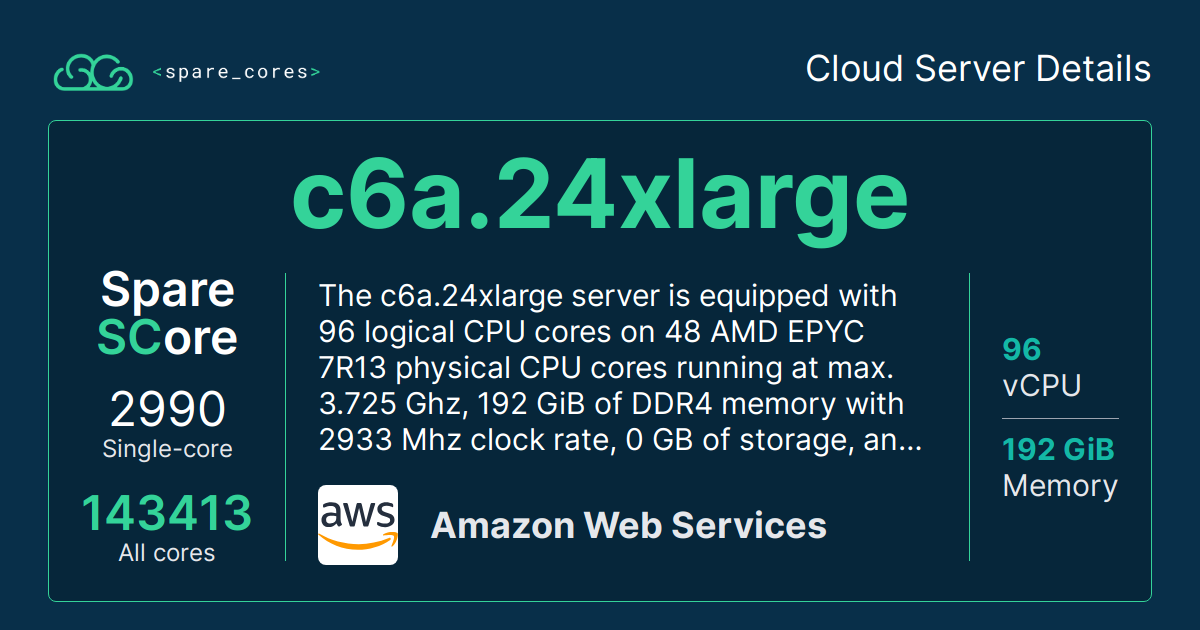 <spare_cores>
Cloud Server Details
c6a.24xlarge
Spare
SCore
2990
Single-core
143413
All cores
The c6a.24xlarge server is equipped with
96 logical CPU cores on 48 AMD EPYC
7R13 physical CPU cores running at max.
3.725 Ghz, 192 GiB of DDR4 memory with
2933 Mhz clock rate, 0 GB of storage, an...
aws
Amazon Web Services
96
vCPU
192 GiB
Memory